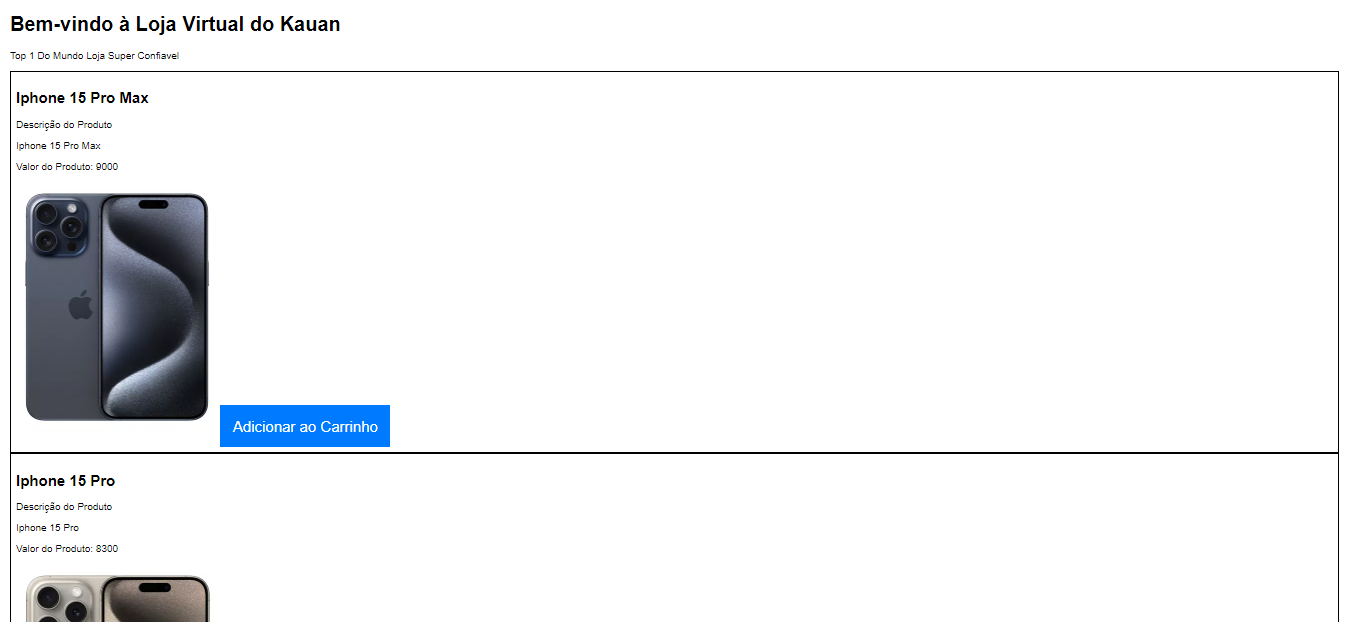 Bem-vindo à Loja Virtual do Kauan
Top 1 Do Mundo Loja Super Confiavel
Iphone 15 Pro Max
Descrição do Produto
Iphone 15 Pro Max
Valor do Produto: 9000
Adicionar ao Carrinho
Iphone 15 Pro
Descrição do Produto
Iphone 15 Pro
Valor do Produto: 8300